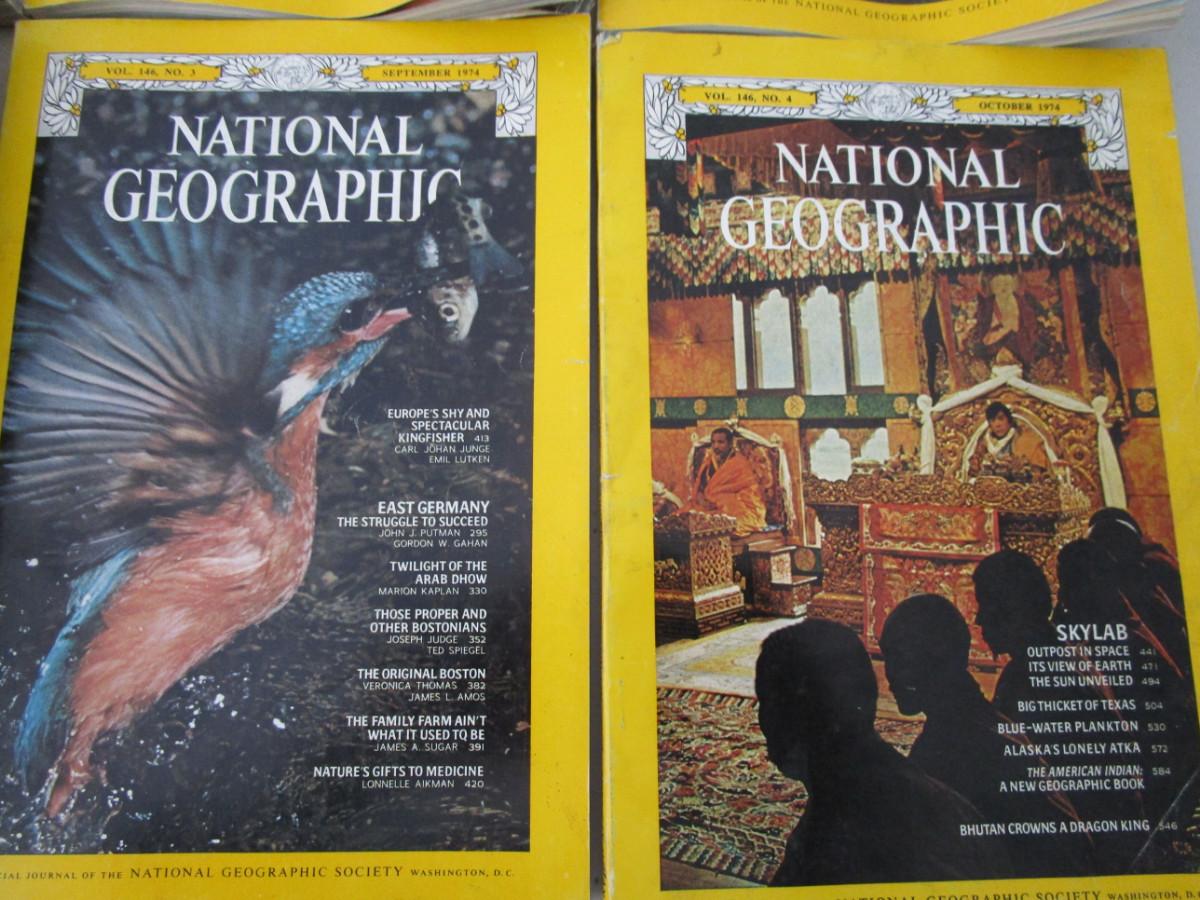 NATIONAL GEOGRAPHIC SOCIETY
VOL. 146, NO. 3
SEPTEMBER 1974
NATIONAL
GEOGRAPHIC
EUROPE'S SHY AND
SPECTACULAR
KINGFISHER 413
CARL JOHAN JUNGE
EMIL LUTKEN
EAST GERMANY
THE STRUGGLE TO SUCCEED
JOHN J. PUTMAN 295
GORDON W. GAHAN
TWILIGHT OF THE
ARAB DHOW
MARION KAPLAN 330
THOSE PROPER AND
OTHER BOSTONIANS
JOSEPH JUDGE 352
TED SPIEGEL
THE ORIGINAL BOSTON
VERONICA THOMAS 382
JAMES L. AMOS
THE FAMILY FARM AIN'T
WHAT IT USED TO BE
JAMES A. SUGAR 391
NATURE'S GIFTS TO MEDICINE
LONNELLE AIKMAN 420
CIAL JOURNAL OF THE NATIONAL GEOGRAPHIC SOCIETY WASHINGTON, D.C.
VOL. 146, NO. 4
OCTOBER 1974
NATIONAL
GEOGRAPHIC
SKYLAB
OUTPOST IN SPACE 441
ITS VIEW OF EARTH 471
THE SUN UNVEILED 494
BIG THICKET OF TEXAS 504
BLUE-WATER PLANKTON 530
ALASKA'S LONELY ATKA 572
THE AMERICAN INDIAN: 584
A NEW GEOGRAPHIC BOOK
BHUTAN CROWNS A DRAGON KING 546
NATIONAL GEOGRAPHIC SOCIETY WASHINGTON, D.